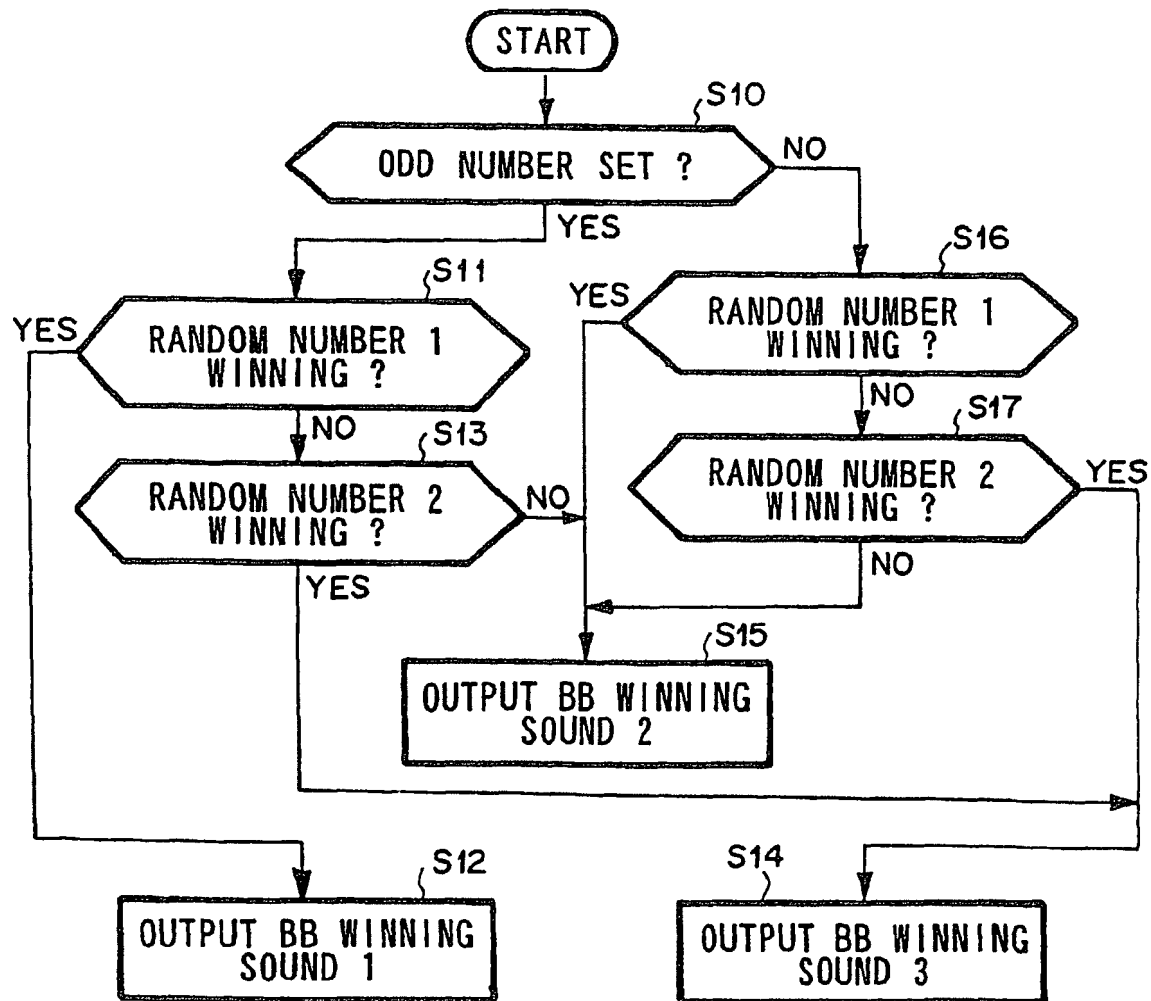 START
S10
ODD NUMBER SET ?
NO
YES
S11
S16
YES
RANDOM NUMBER 1
WINNING ?
YES
RANDOM NUMBER 1
WINNING ?
NO
S13
NO
S17
RANDOM NUMBER 2
WINNING ?
NO
YES
RANDOM NUMBER 2
WINNING ?
YES
NO
S15
OUTPUT BB WINNING
SOUND 2
S12
OUTPUT BB WINNING
SOUND 1
S14
OUTPUT BB WINNING
SOUND 3